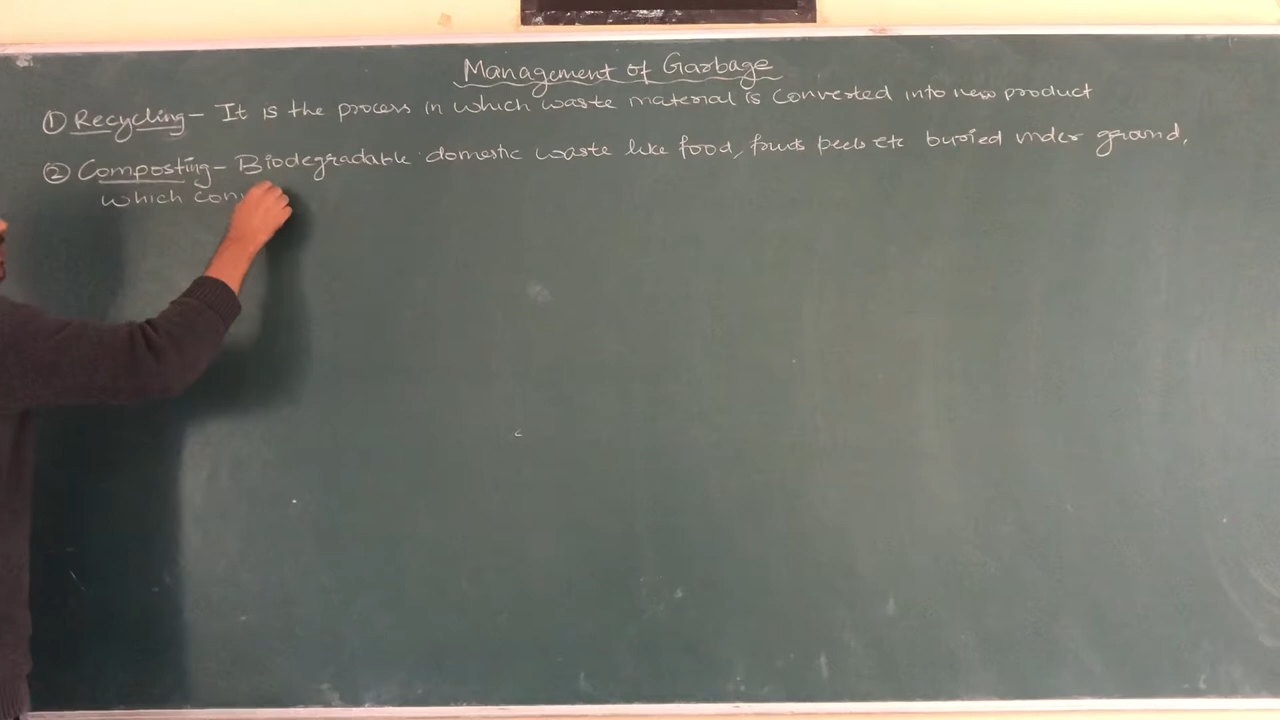 Management of Garbage
① Recycling - It is the process in which waste material is converted into new product
② Composting - Biodegradable domestic waste like food, fruits peels etc buried under ground,
which con